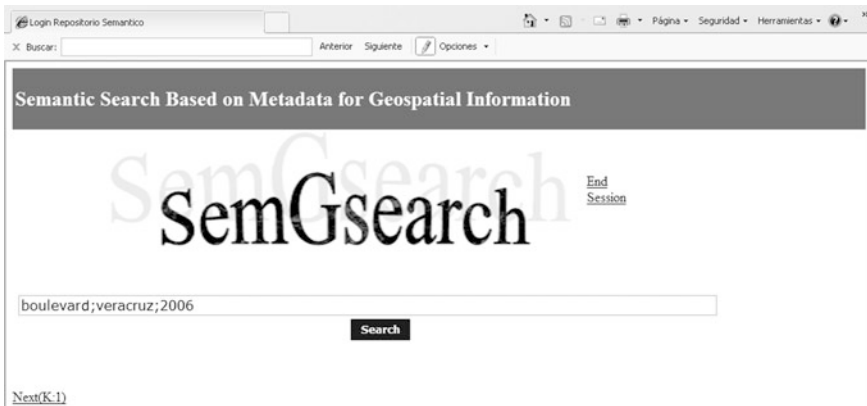 Login Repositorio Semantico
Página Seguridad Herramientas
X Buscar: Anterior Siguiente Opciones
Semantic Search Based on Metadata for Geospatial Information
SemGsearch
SemGsearch
End
Session
boulevard;veracruz;2006
Search
Next(K:1)